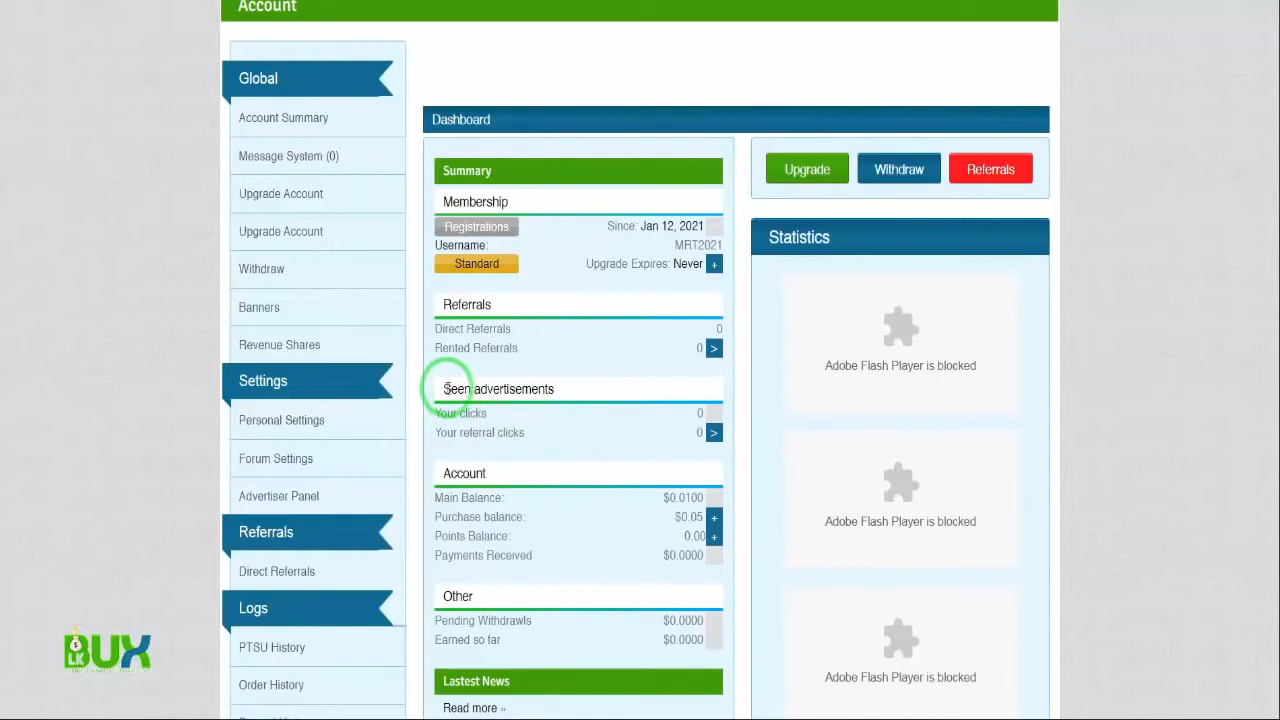 Account
Global
Account Summary
Message System (0)
Upgrade Account
Upgrade Account
Withdraw
Banners
Revenue Shares
Settings
Personal Settings
Forum Settings
Advertiser Panel
Referrals
Direct Referrals
Logs
PTSU History
Order History
Dashboard
Summary
Membership
Registrations Since: Jan 12, 2021
Username: MRT2021
Standard Upgrade Expires: Never +
Referrals
Direct Referrals 0
Rented Referrals 0 >
Seen advertisements
Your clicks 0
Your referral clicks 0 >
Account
Main Balance: $0.0100
Purchase balance: $0.05 +
Points Balance: 0.00 +
Payments Received $0.0000
Other
Pending Withdrawls $0.0000
Earned so far $0.0000
Lastest News
Read more »
Upgrade Withdraw Referrals
Statistics
Adobe Flash Player is blocked
Adobe Flash Player is blocked
Adobe Flash Player is blocked
LK BUX